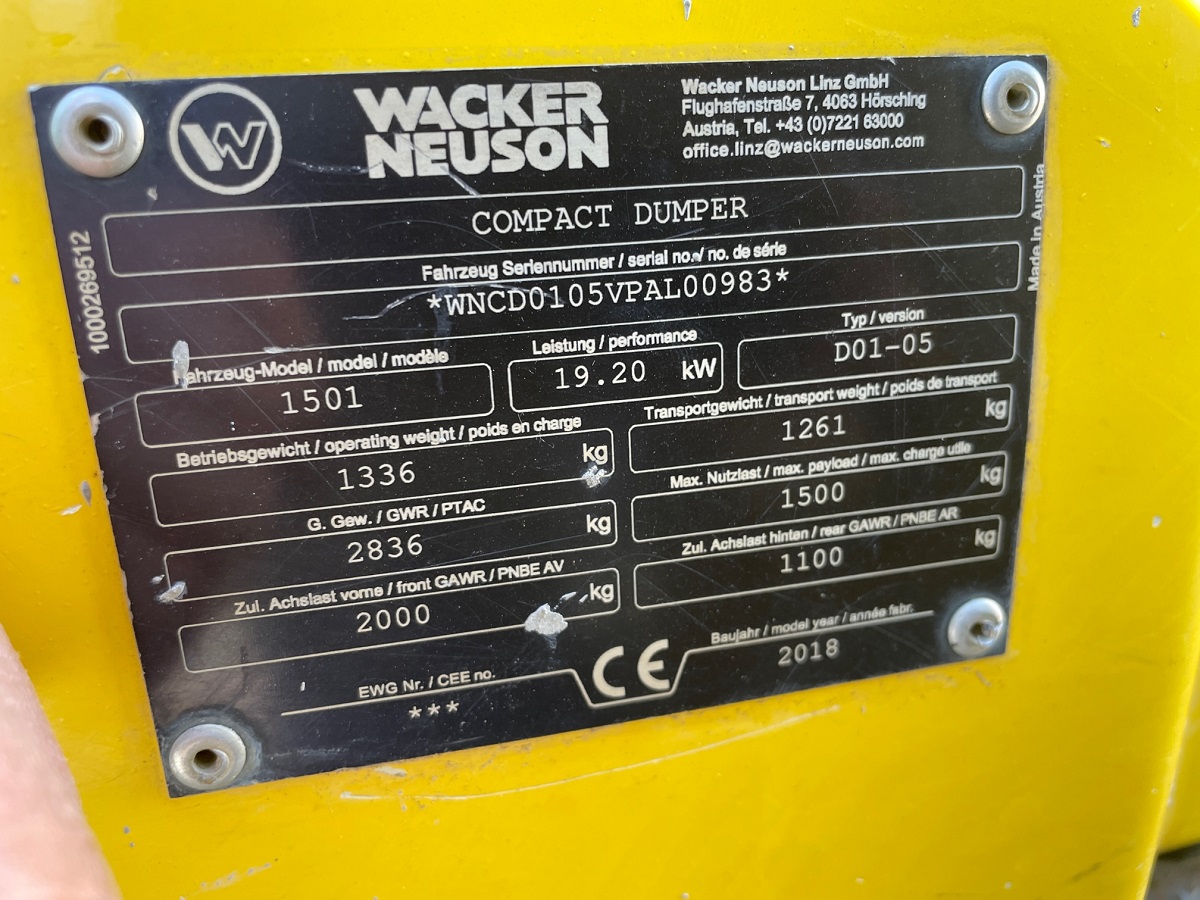 WACKER
NEUSON
Wacker Neuson Linz GmbH
Flughafenstraße 7, 4063 Hörsching
Austria, Tel. +43 (0)7221 63000
office.linz@wackerneuson.com
COMPACT DUMPER
Fahrzeug Seriennummer / serial no./ no. de série
*WNCD0105VPAL00983*
Fahrzeug-Model / model / modèle
1501
Leistung / performance
19.20 kW
Typ / version
D01-05
Betriebsgewicht / operating weight / poids en charge
1336 kg
Transportgewicht / transport weight / poids de transport
1261 kg
G. Gew. / GWR / PTAC
2836 kg
Max. Nutzlast / max. payload / max. charge utile
1500 kg
Zul. Achslast vorne / front GAWR / PNBE AV
2000 kg
Zul. Achslast hinten / rear GAWR / PNBE AR
1100 kg
EWG Nr. / CEE no.
***
CE
Baujahr / model year / année fabr.
2018
1000269512
Made in Austria